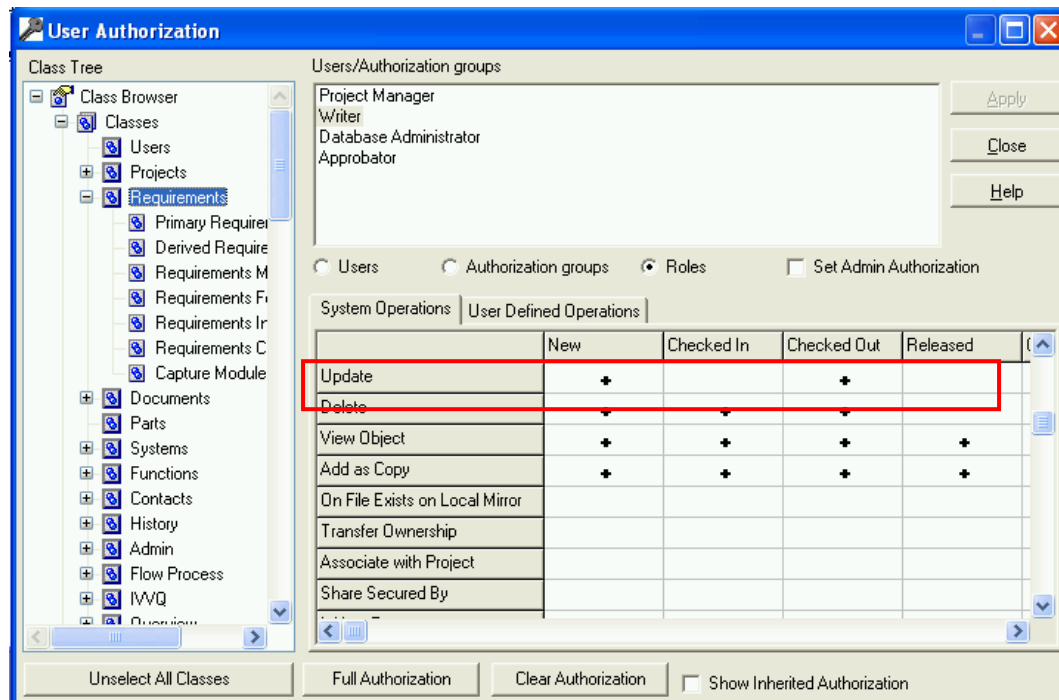 User Authorization
Class Tree
Class Browser
Classes
Users
Projects
Requirements
Primary Requirer
Derived Require
Requirements M
Requirements Fo
Requirements Ir
Requirements C
Capture Module
Documents
Parts
Systems
Functions
Contacts
History
Admin
Flow Process
IVVQ
Overview
Users/Authorization groups
Project Manager
Writer
Database Administrator
Approbator
Apply
Close
Help
Users Authorization groups Roles Set Admin Authorization
System Operations User Defined Operations
New Checked In Checked Out Released
Update
Delete
View Object
Add as Copy
On File Exists on Local Mirror
Transfer Ownership
Associate with Project
Share Secured By
Unselect All Classes Full Authorization Clear Authorization Show Inherited Authorization